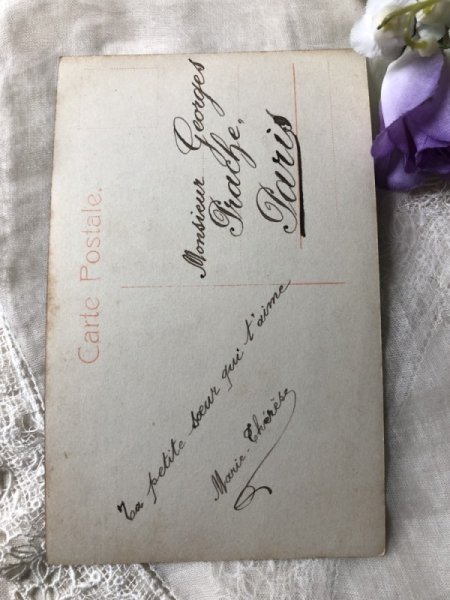 Carte Postale.
Ta petite sœur qui t'aime
Marie-Thérèse
Monsieur Georges
Prache,
Paris